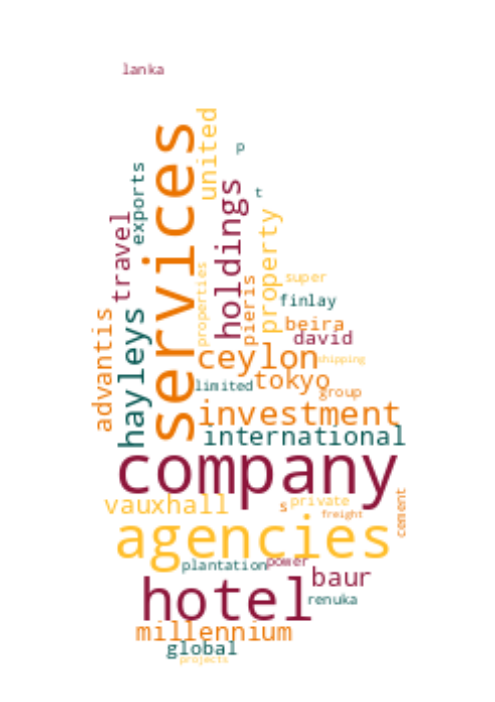 lanka
services
united
p
exports
t
holdings
travel
property
properties
pieris
super
finlay
hayleys
advantis
beira
david
ceylon
shipping
tokyo
limited
group
investment
international
company
vauxhall
s
private
cement
freight
agencies
power
plantation
baur
hotel
renuka
millennium
global
projects